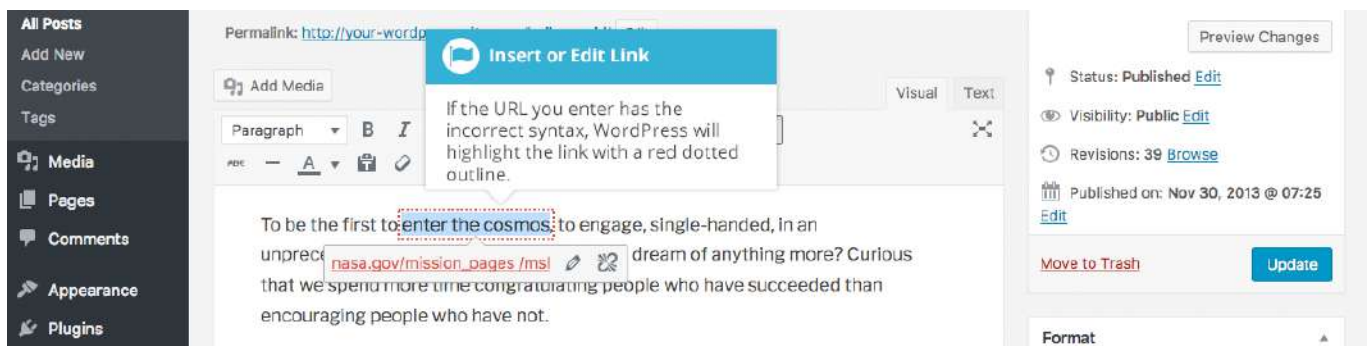 All Posts
Add New
Categories
Tags
Media
Pages
Comments
Appearance
Plugins
Permalink: http://your-wordp
Add Media
Visual Text
Paragraph B I
ABC A
Insert or Edit Link
If the URL you enter has the
incorrect syntax, WordPress will
highlight the link with a red dotted
outline.
To be the first to enter the cosmos, to engage, single-handed, in an
unprece dream of anything more? Curious
nasa.gov/mission_pages /msl
that we spend more time congratulating people who have succeeded than
encouraging people who have not.
Preview Changes
Status: Published Edit
Visibility: Public Edit
Revisions: 39 Browse
Published on: Nov 30, 2013 @ 07:25
Edit
Move to Trash
Update
Format